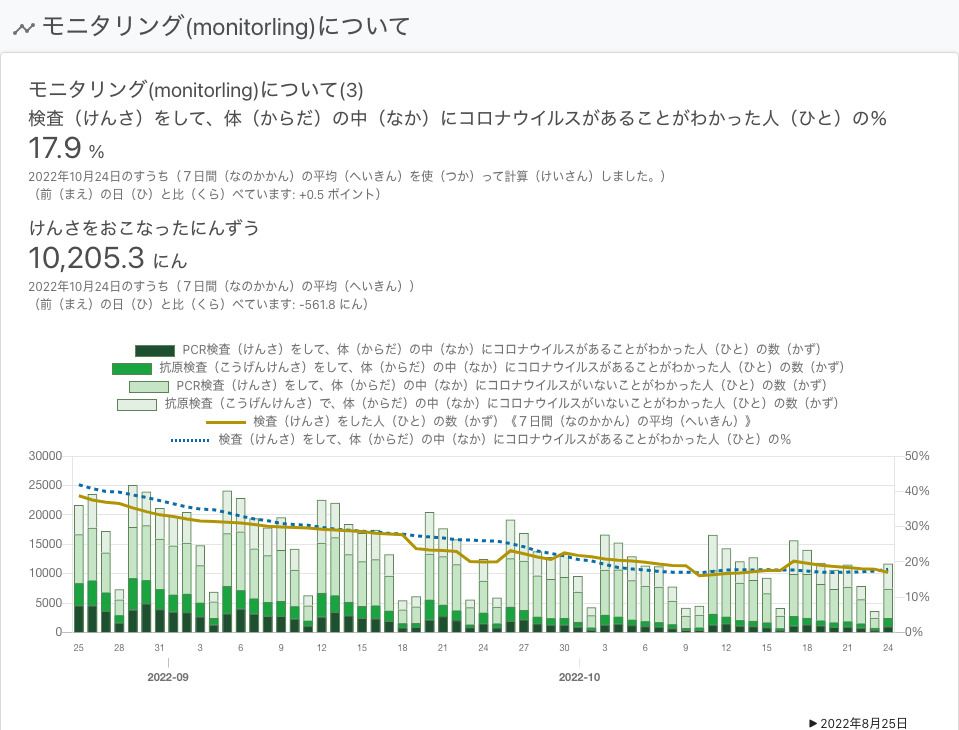 モニタリング(monitorling)について
モニタリング(monitorling)について(3)
検査（けんさ）をして、体（からだ）の中（なか）にコロナウイルスがあることがわかった人（ひと）の%
17.9 %
2022年10月24日のすうち（７日間（なのかかん）の平均（へいきん）を使（つか）って計算（けいさん）しました。）
（前（まえ）の日（ひ）と比（くら）べています: +0.5 ポイント）
けんさをおこなったにんずう
10,205.3 にん
2022年10月24日のすうち（７日間（なのかかん）の平均（へいきん））
（前（まえ）の日（ひ）と比（くら）べています: -561.8 にん）
PCR検査（けんさ）をして、体（からだ）の中（なか）にコロナウイルスがあることがわかった人（ひと）の数（かず）
抗原検査（こうげんけんさ）をして、体（からだ）の中（なか）にコロナウイルスがあることがわかった人（ひと）の数（かず）
PCR検査（けんさ）をして、体（からだ）の中（なか）にコロナウイルスがいないことがわかった人（ひと）の数（かず）
抗原検査（こうげんけんさ）で、体（からだ）の中（なか）にコロナウイルスがいないことがわかった人（ひと）の数（かず）
検査（けんさ）をした人（ひと）の数（かず）《７日間（なのかかん）の平均（へいきん）》
検査（けんさ）をして、体（からだ）の中（なか）にコロナウイルスがあることがわかった人（ひと）の%
30000 50%
25000 40%
20000 30%
15000 20%
10000 10%
5000
0 0%
25 28 31 3 6 9 12 15 18 21 24 27 30 3 6 9 12 15 18 21 24
2022-09 2022-10
▶ 2022年8月25日